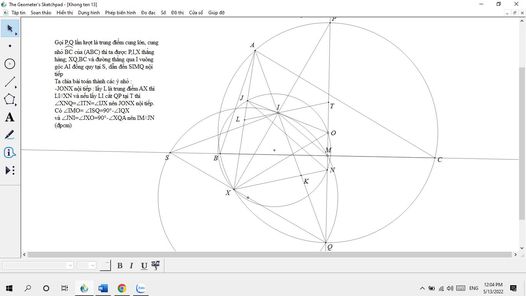 The Geometer's Sketchpad - [Khong ten 13]
Tập tin Soạn thảo Hiển thị Dựng hình Phép biến hình Đo đạc Số Đồ thị Cửa sổ Giúp đỡ
Gọi P,Q lần lượt là trung điểm cung lớn, cung
nhỏ BC của (ABC) thì ta được P,I,X thẳng
hàng; XQ,BC và đường thẳng qua I vuông
góc AI đồng quy tại S, dẫn đến SIMQ nội
tiếp
Ta chia bài toán thành các ý nhỏ :
-JONX nội tiếp : lấy L là trung điểm AX thì
LI//XN và nếu lấy LI cắt QP tại T thì
∠XNQ=∠ITN=∠IJX nên JONX nội tiếp.
Có ∠IMO= ∠ISQ=90°-∠IQX
và ∠JNI=∠JXO=90°-∠XQA nên IM//JN
(đpcm)
P
A
J
I
T
L
O
S
B
M
C
N
K
X
Q
B I U
ENG
12:04 PM
5/13/2022